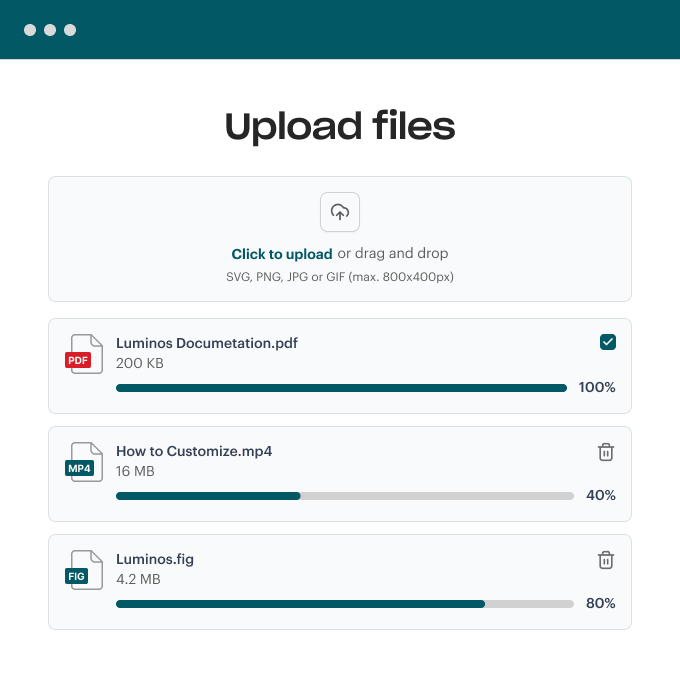 Upload files
Click to upload or drag and drop
SVG, PNG, JPG or GIF (max. 800x400px)
Luminos Documetation.pdf
PDF
200 KB
100%
How to Customize.mp4
MP4
16 MB
40%
Luminos.fig
FIG
4.2 MB
80%